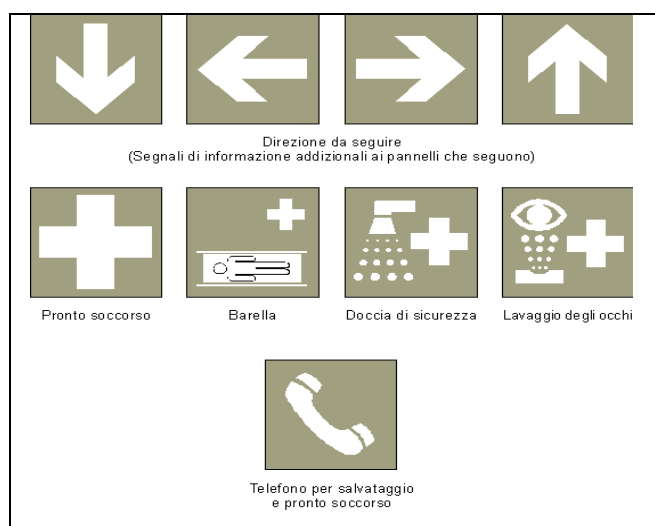 Direzione da seguire
(Segnali di informazione addizionali ai pannelli che seguono)
Pronto soccorso
Barella
Doccia di sicurezza
Lavaggio degli occhi
Telefono per salvataggio
e pronto soccorso